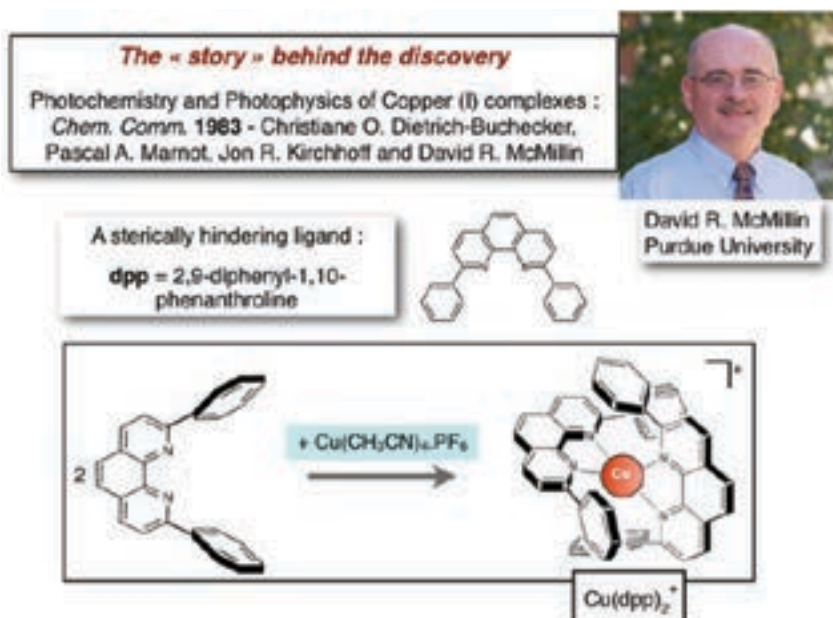 The « story » behind the discovery
Photochemistry and Photophysics of Copper (I) complexes :
Chem. Comm. 1983 - Christiane O. Dietrich-Buchecker,
Pascal A. Marnot, Jon R. Kirchhoff and David R. McMillin
David R. McMillin
Purdue University
A sterically hindering ligand :
dpp = 2,9-diphenyl-1,10-
phenanthroline
N N
2
N
N
+ Cu(CH₃CN)₄.PF₆
Cu
]⁺
Cu(dpp)₂⁺